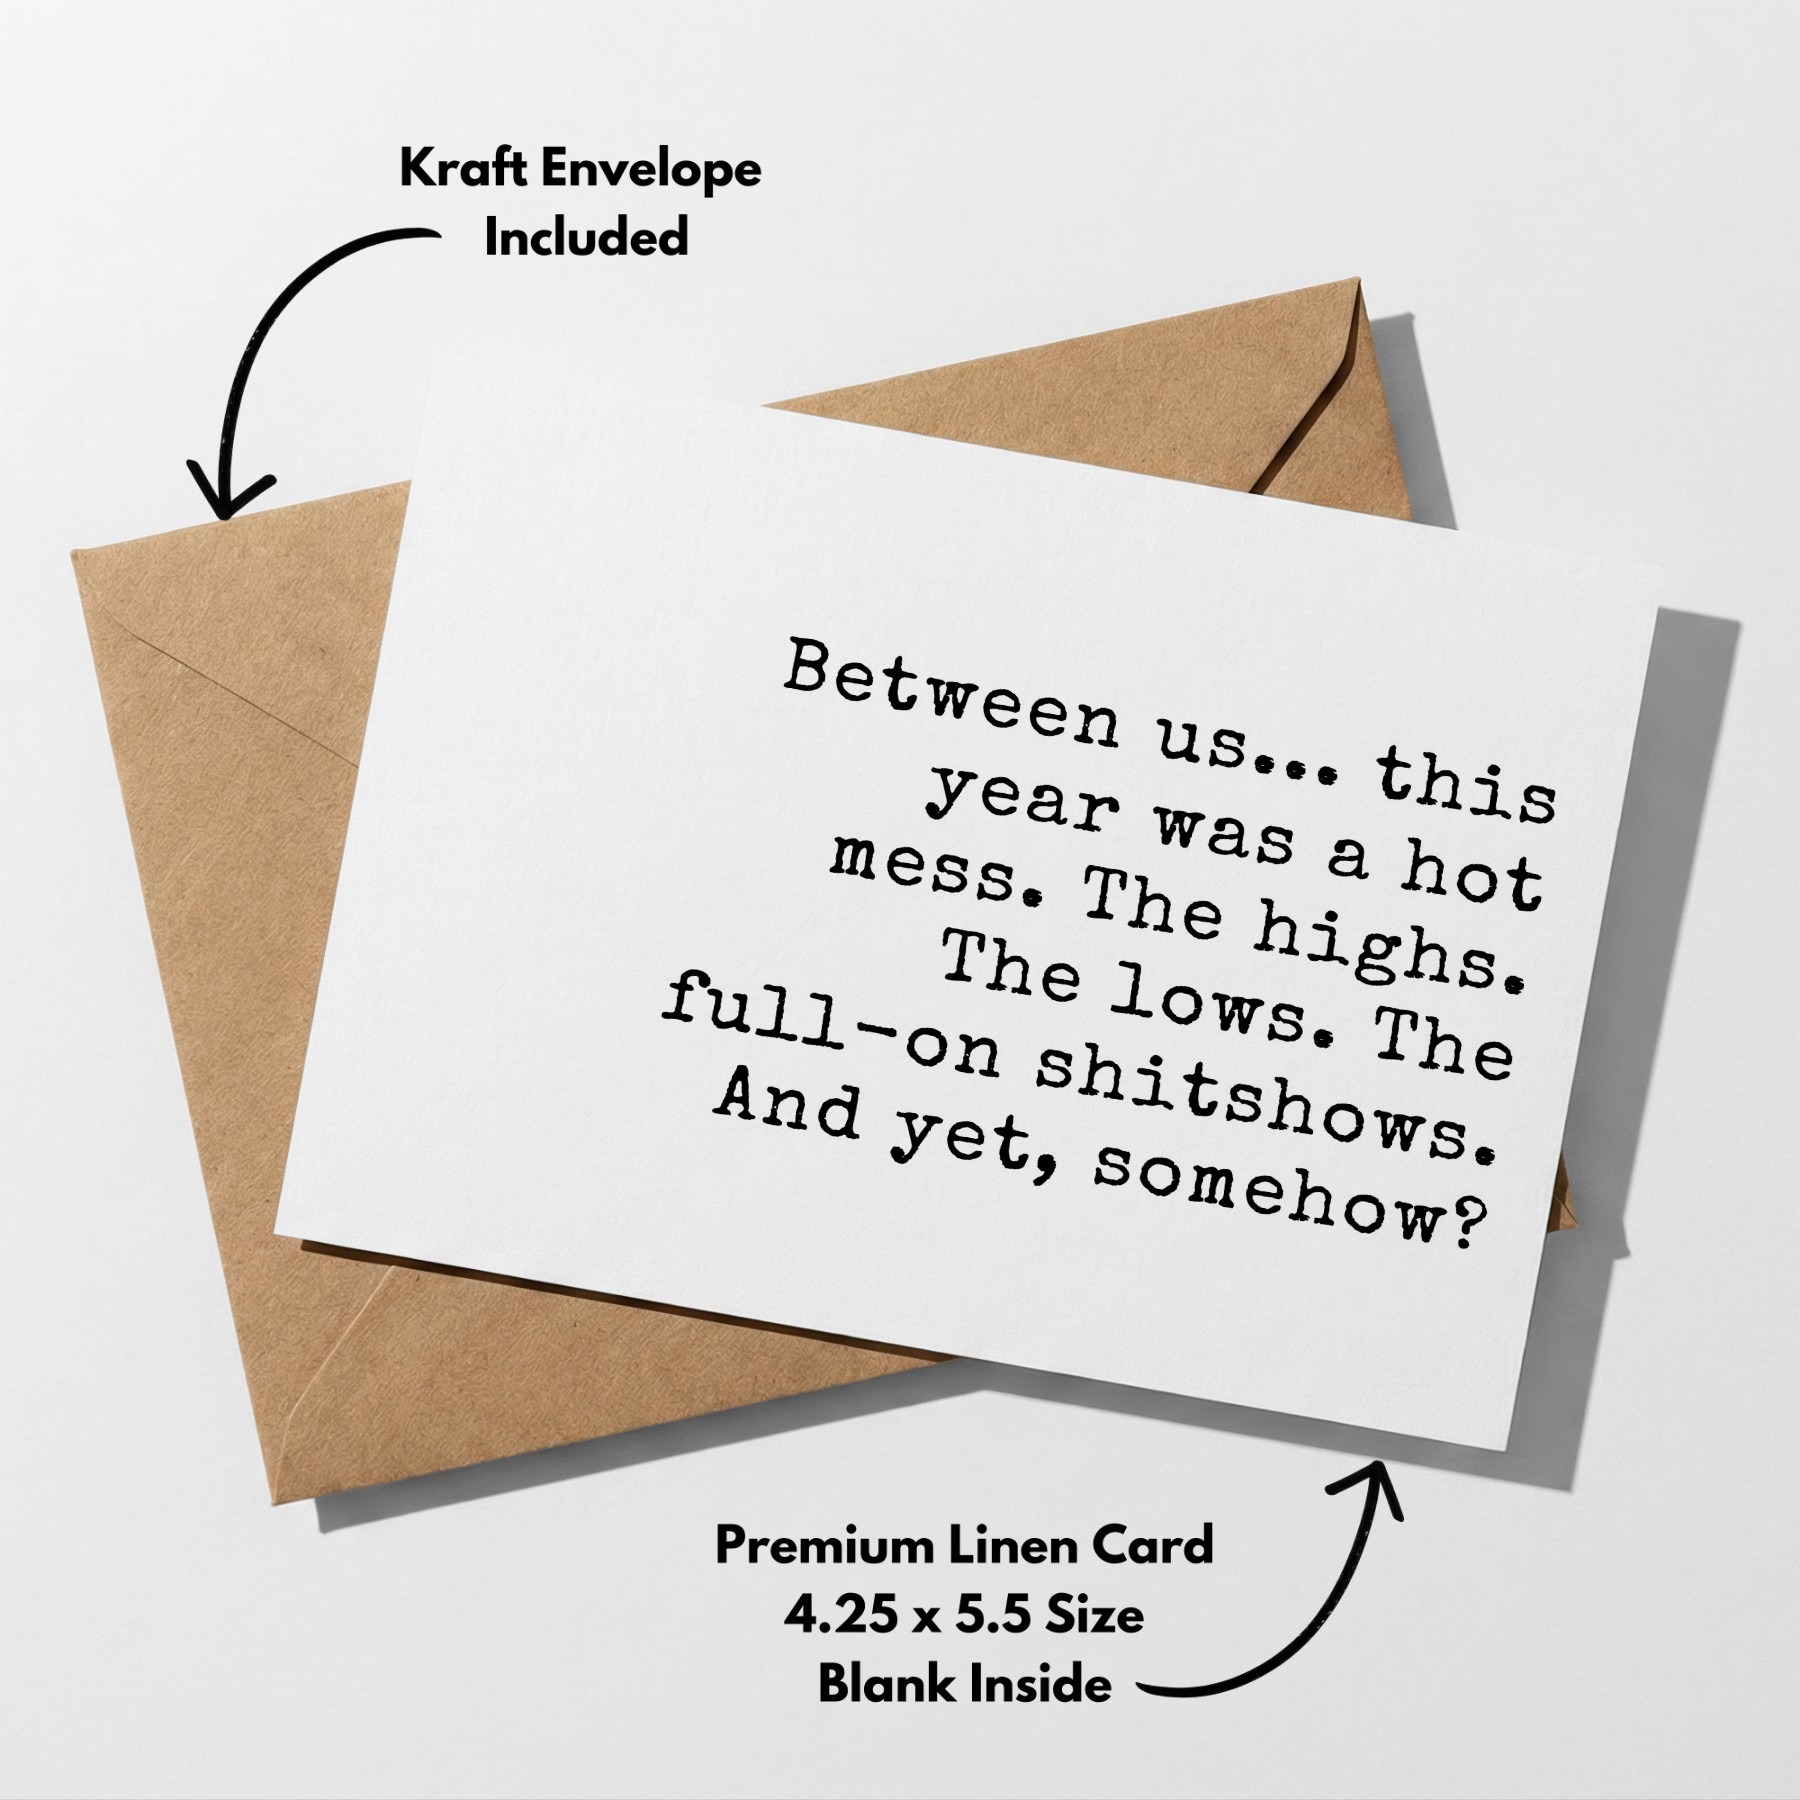 Kraft Envelope
Included
Between us... this
year was a hot
mess. The highs.
The lows. The
full-on shitshows.
And yet, somehow?
Premium Linen Card
4.25 x 5.5 Size
Blank Inside